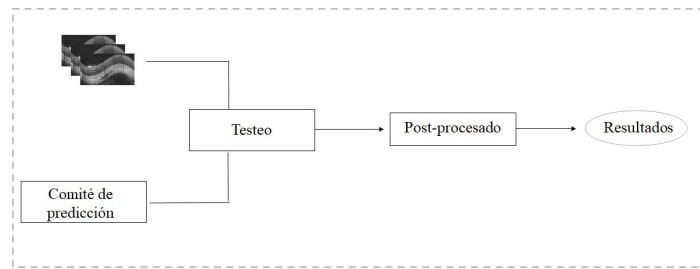 Testeo
Post-procesado
Resultados
Comité de
predicción